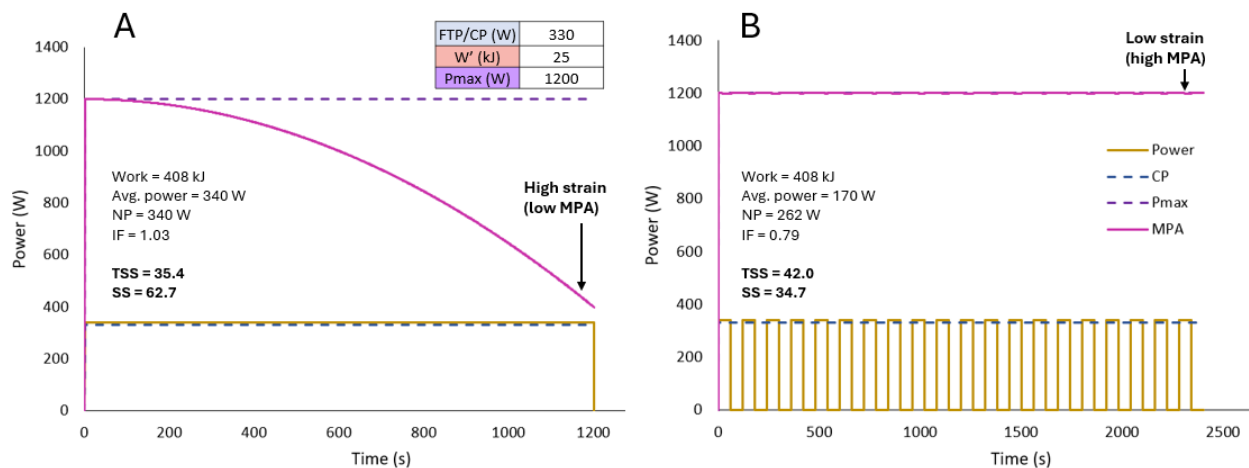 A
FTP/CP (W) 330
W' (kJ) 25
Pmax (W) 1200
1400
1200
1000
800
600
400
200
0
Power (W)
Work = 408 kJ
Avg. power = 340 W
NP = 340 W
IF = 1.03
TSS = 35.4
SS = 62.7
High strain
(low MPA)
0 200 400 600 800 1000 1200
Time (s)
B
Low strain
(high MPA)
1400
1200
1000
800
600
400
200
0
Power (W)
Work = 408 kJ
Avg. power = 170 W
NP = 262 W
IF = 0.79
TSS = 42.0
SS = 34.7
Power
CP
Pmax
MPA
0 500 1000 1500 2000 2500
Time (s)